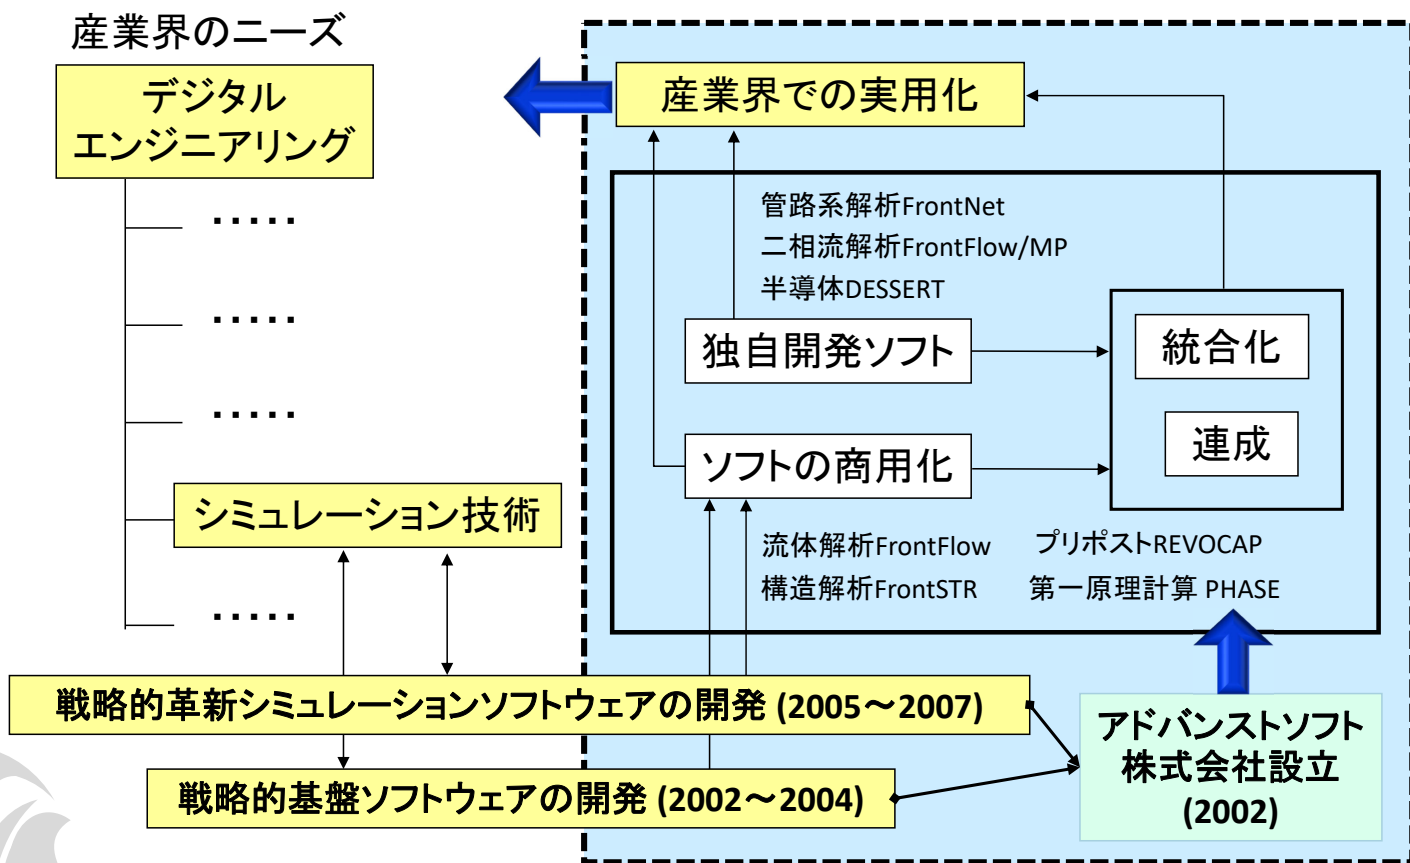 産業界のニーズ
デジタル
エンジニアリング
・・・・・
・・・・・
・・・・・
シミュレーション技術
・・・・・
産業界での実用化
管路系解析FrontNet
二相流解析FrontFlow/MP
半導体DESSERT
独自開発ソフト
統合化
連成
ソフトの商用化
流体解析FrontFlow
プリポストREVOCAP
構造解析FrontSTR
第一原理計算 PHASE
戦略的革新シミュレーションソフトウェアの開発 (2005～2007)
戦略的基盤ソフトウェアの開発 (2002～2004)
アドバンストソフト
株式会社設立
(2002)